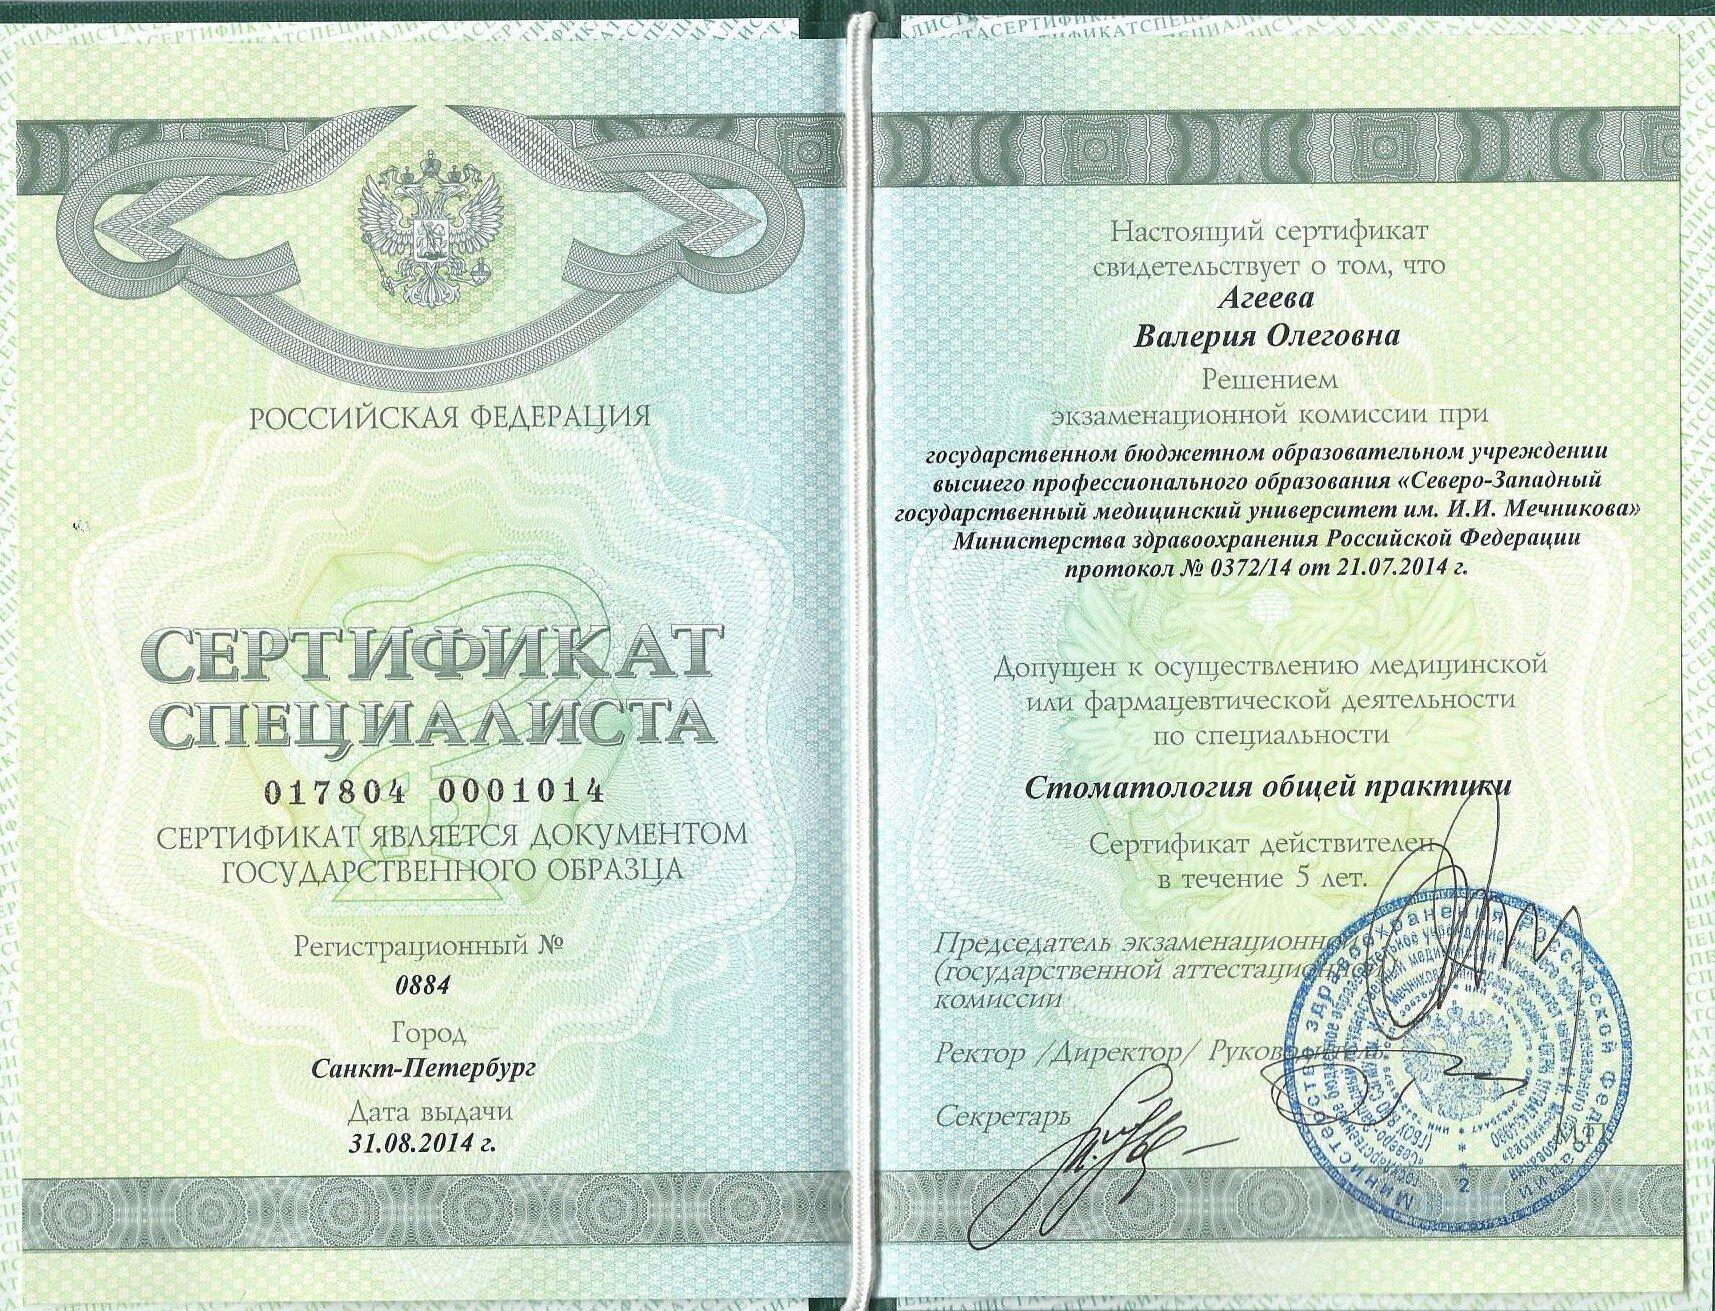 РОССИЙСКАЯ ФЕДЕРАЦИЯ
СЕРТИФИКАТ
СПЕЦИАЛИСТА
017804 0001014
СЕРТИФИКАТ ЯВЛЯЕТСЯ ДОКУМЕНТОМ
ГОСУДАРСТВЕННОГО ОБРАЗЦА
Регистрационный №
0884
Город
Санкт-Петербург
Дата выдачи
31.08.2014 г.
Настоящий сертификат
свидетельствует о том, что
Агеева
Валерия Олеговна
Решением
экзаменационной комиссии при
государственном бюджетном образовательном учреждении
высшего профессионального образования «Северо-Западный
государственный медицинский университет им. И.И. Мечникова»
Министерства здравоохранения Российской Федерации
протокол № 0372/14 от 21.07.2014 г.
Допущен к осуществлению медицинской
или фармацевтической деятельности
по специальности
Стоматология общей практики
Сертификат действителен
в течение 5 лет.
Председатель экзаменационной
(государственной аттестационной)
комиссии
Ректор /Директор/ Руководитель
Секретарь
М.П.
Министерство здравоохранения Российской Федерации